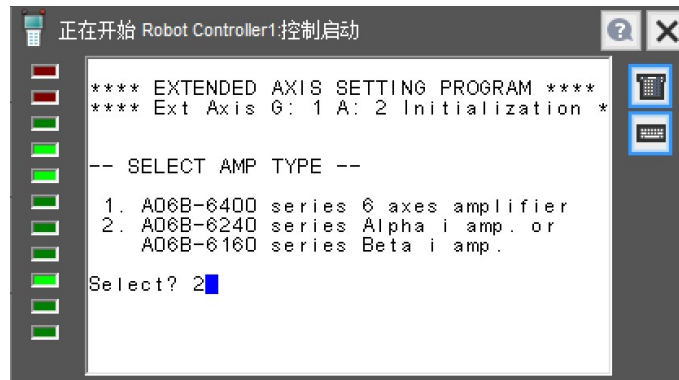 正在开始 Robot Controller1:控制启动
**** EXTENDED AXIS SETTING PROGRAM ****
**** Ext Axis G: 1 A: 2 Initialization *
-- SELECT AMP TYPE --
1. A06B-6400 series 6 axes amplifier
2. A06B-6240 series Alpha i amp. or
A06B-6160 series Beta i amp.
Select? 2